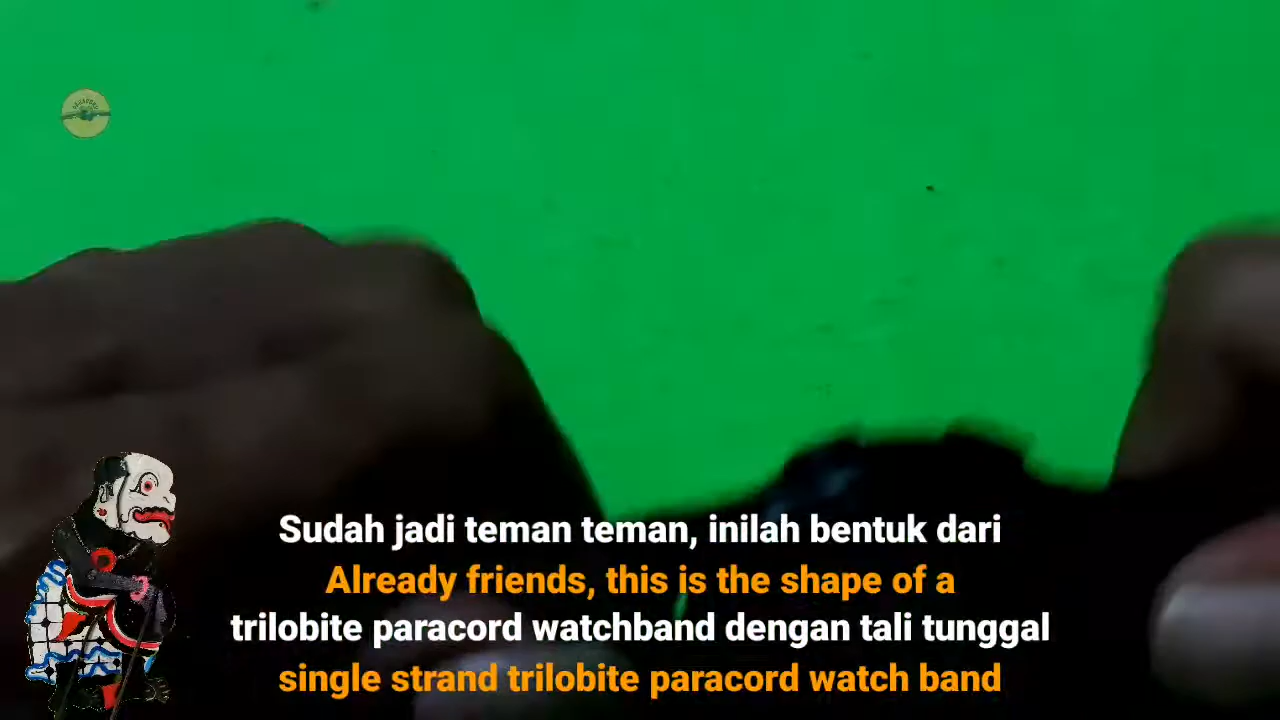 Sudah jadi teman teman, inilah bentuk dari
Already friends, this is the shape of a
trilobite paracord watchband dengan tali tunggal
single strand trilobite paracord watch band